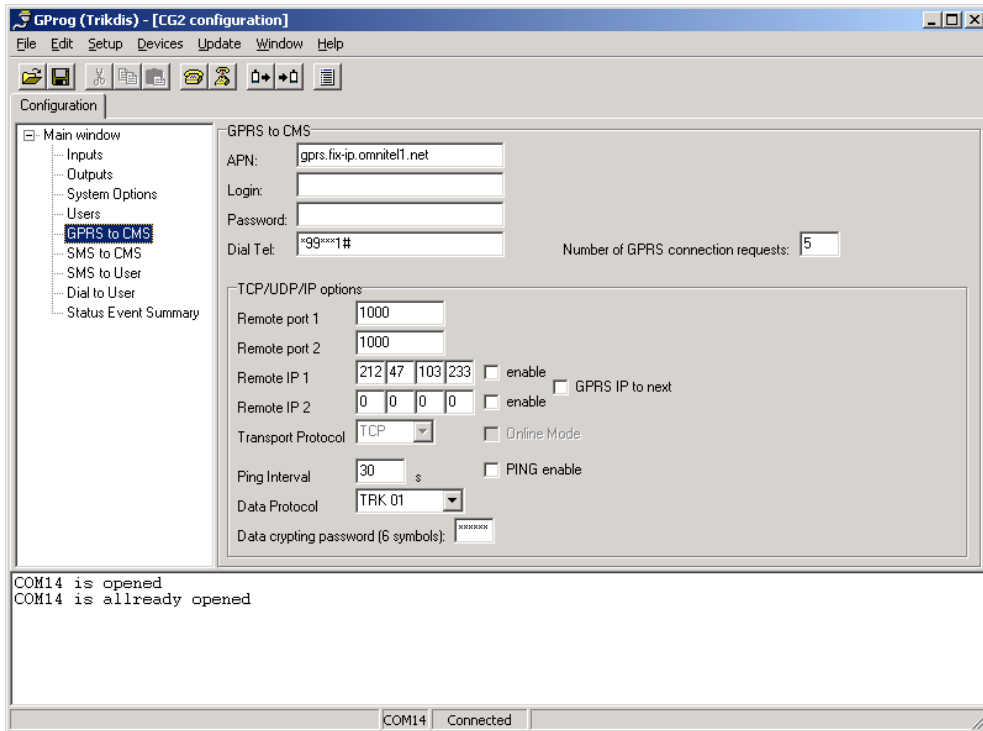 GProg (Trikdis) - [CG2 configuration]
File Edit Setup Devices Update Window Help
Configuration
Main window
Inputs
Outputs
System Options
Users
GPRS to CMS
SMS to CMS
SMS to User
Dial to User
Status Event Summary
GPRS to CMS
APN: gprs.fix-ip.omnitel1.net
Login:
Password:
Dial Tel: *99***1# Number of GPRS connection requests: 5
TCP/UDP/IP options
Remote port 1 1000
Remote port 2 1000
Remote IP 1 212 47 103 233 enable
GPRS IP to next
Remote IP 2 0 0 0 0 enable
Transport Protocol TCP Online Mode
Ping Interval 30 s PING enable
Data Protocol TRK 01
Data crypting password (6 symbols): ******
COM14 is opened
COM14 is allready opened
COM14 Connected